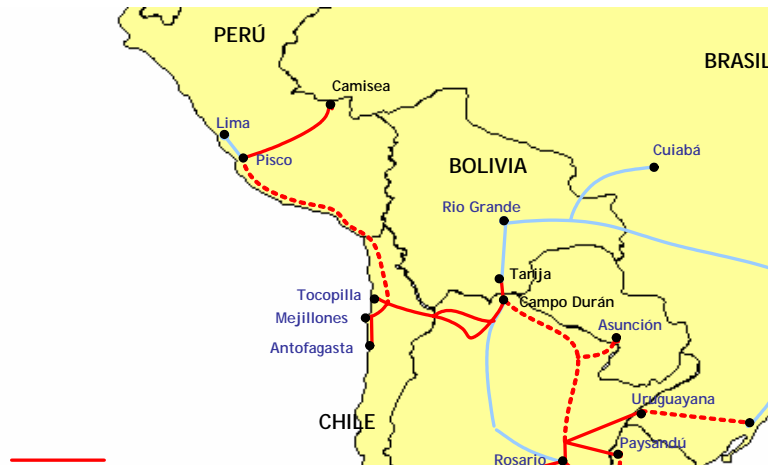 PERÚ
BRASIL
Camisea
Lima
Cuiabá
Pisco
BOLIVIA
Rio Grande
Tarija
Tocopilla
Campo Durán
Mejillones
Asunción
Antofagasta
Uruguayana
CHILE
Paysandú
Rosario